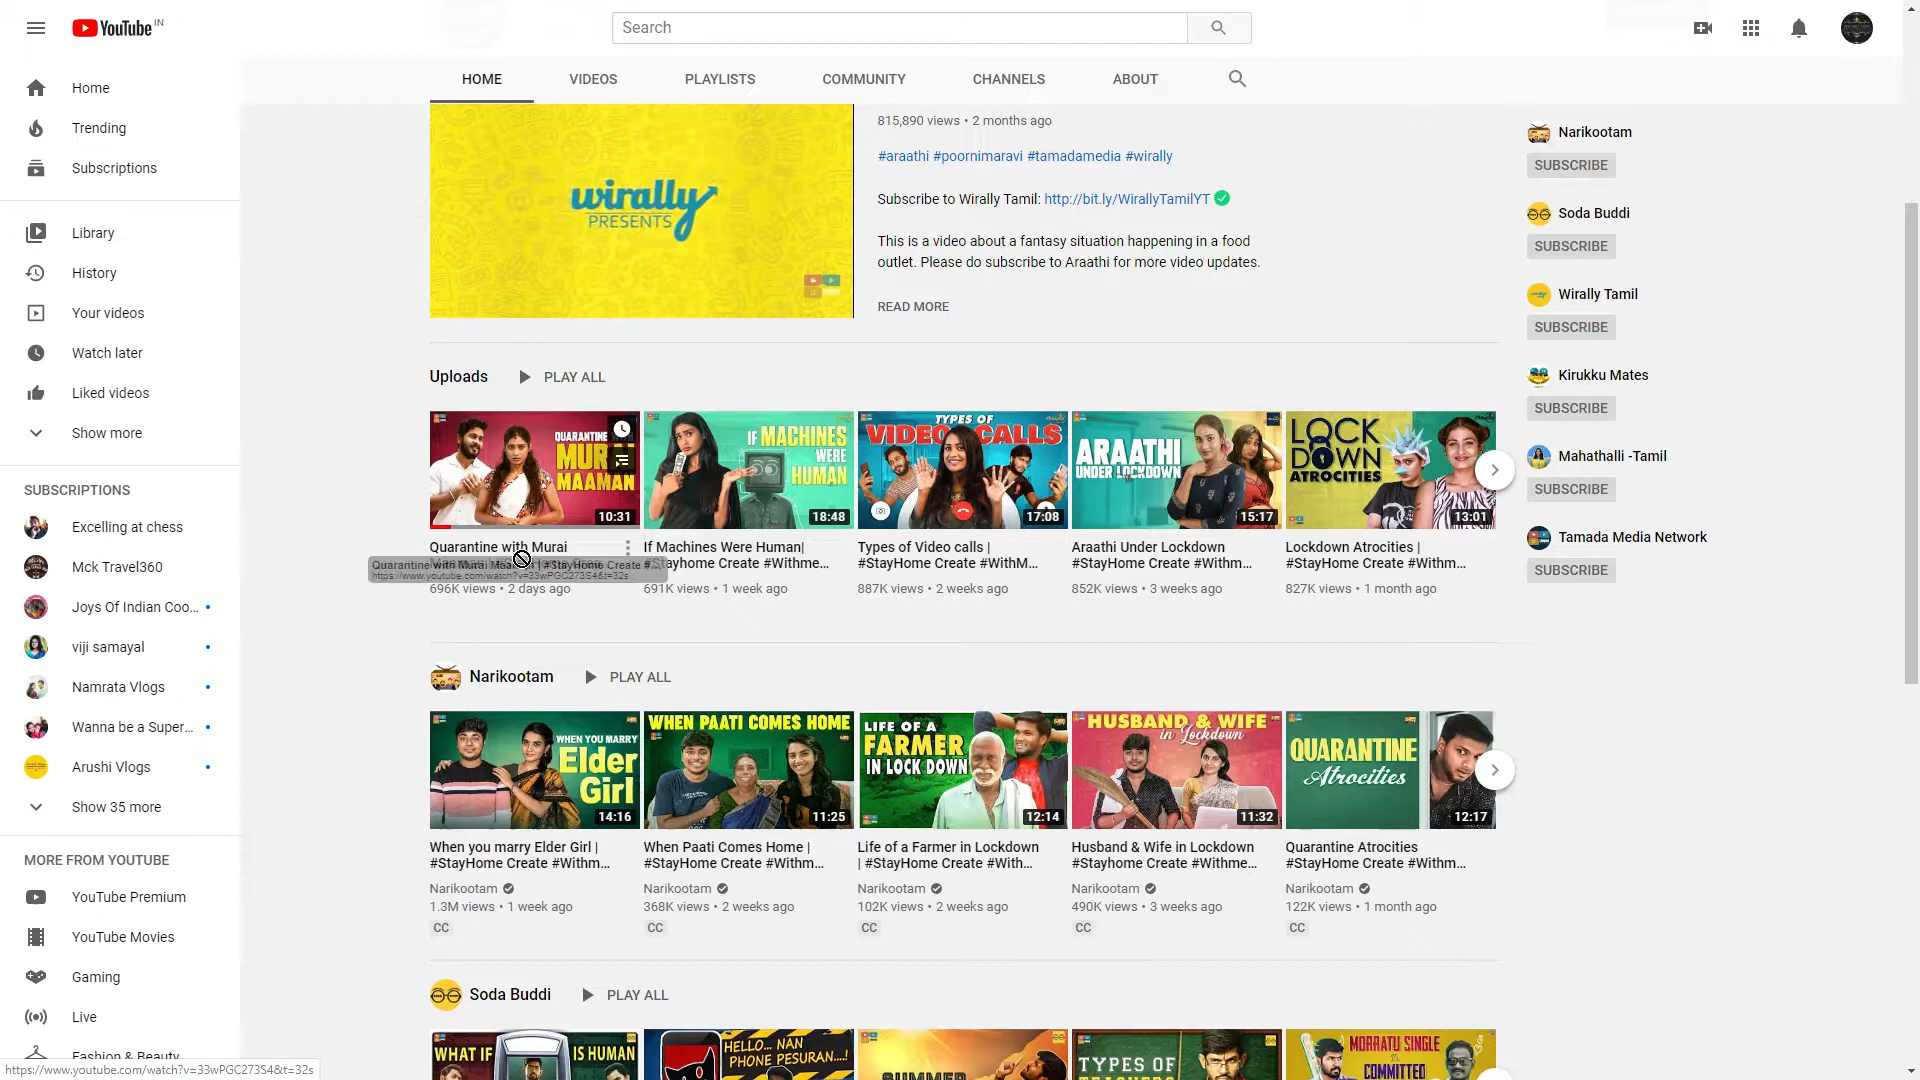 YouTube IN
Search
HOME VIDEOS PLAYLISTS COMMUNITY CHANNELS ABOUT
Home
Trending
Subscriptions
Library
History
Your videos
Watch later
Liked videos
Show more
SUBSCRIPTIONS
Excelling at chess
Mck Travel360
Joys Of Indian Coo...
viji samayal
Namrata Vlogs
Wanna be a Super...
Arushi Vlogs
Show 35 more
MORE FROM YOUTUBE
YouTube Premium
YouTube Movies
Gaming
Live
Fashion & Beauty
https://www.youtube.com/watch?v=33wPGC273S4&t=32s
wirally
PRESENTS
815,890 views • 2 months ago
#araathi #poornimaravi #tamadamedia #wirally
Subscribe to Wirally Tamil: http://bit.ly/WirallyTamilYT
This is a video about a fantasy situation happening in a food
outlet. Please do subscribe to Araathi for more video updates.
READ MORE
Uploads PLAY ALL
QUARANTINE WITH
MURAI
MAAMAN
10:31
Quarantine with Murai
Quarantine with Murai Maaman | #StayHome Create #...
https://www.youtube.com/watch?v=33wPGC273S4&t=32s
696K views • 2 days ago
IF MACHINES
WERE
HUMAN
18:48
If Machines Were Human|
#Stayhome Create #Withme...
691K views • 1 week ago
TYPES OF
VIDEO CALLS
17:08
Types of Video calls |
#StayHome Create #WithM...
887K views • 2 weeks ago
ARAATHI
UNDER LOCKDOWN
15:17
Araathi Under Lockdown
#StayHome Create #Withm...
852K views • 3 weeks ago
LOCK
DOWN
ATROCITIES
13:01
Lockdown Atrocities |
#StayHome Create #Withm...
827K views • 1 month ago
Narikootam PLAY ALL
WHEN YOU MARRY
Elder
Girl
14:16
When you marry Elder Girl |
#StayHome Create #Withm...
Narikootam
1.3M views • 1 week ago
CC
WHEN PAATI COMES HOME
11:25
When Paati Comes Home |
#StayHome Create #Withm...
Narikootam
368K views • 2 weeks ago
CC
LIFE OF A
FARMER
IN LOCK DOWN
12:14
Life of a Farmer in Lockdown
| #StayHome Create #With...
Narikootam
102K views • 2 weeks ago
CC
HUSBAND & WIFE
in Lockdown
11:32
Husband & Wife in Lockdown
#Stayhome Create #Withme...
Narikootam
490K views • 3 weeks ago
CC
QUARANTINE
Atrocities
12:17
Quarantine Atrocities
#StayHome Create #Withm...
Narikootam
122K views • 1 month ago
CC
Soda Buddi PLAY ALL
WHAT IF IS HUMAN
HELLO... NAN
PHONE PESURAN....!
SUMMER
TYPES OF
MORRATU SINGLE
Vs
COMMITTED
Narikootam
SUBSCRIBE
Soda Buddi
SUBSCRIBE
Wirally Tamil
SUBSCRIBE
Kirukku Mates
SUBSCRIBE
Mahathalli -Tamil
SUBSCRIBE
Tamada Media Network
SUBSCRIBE